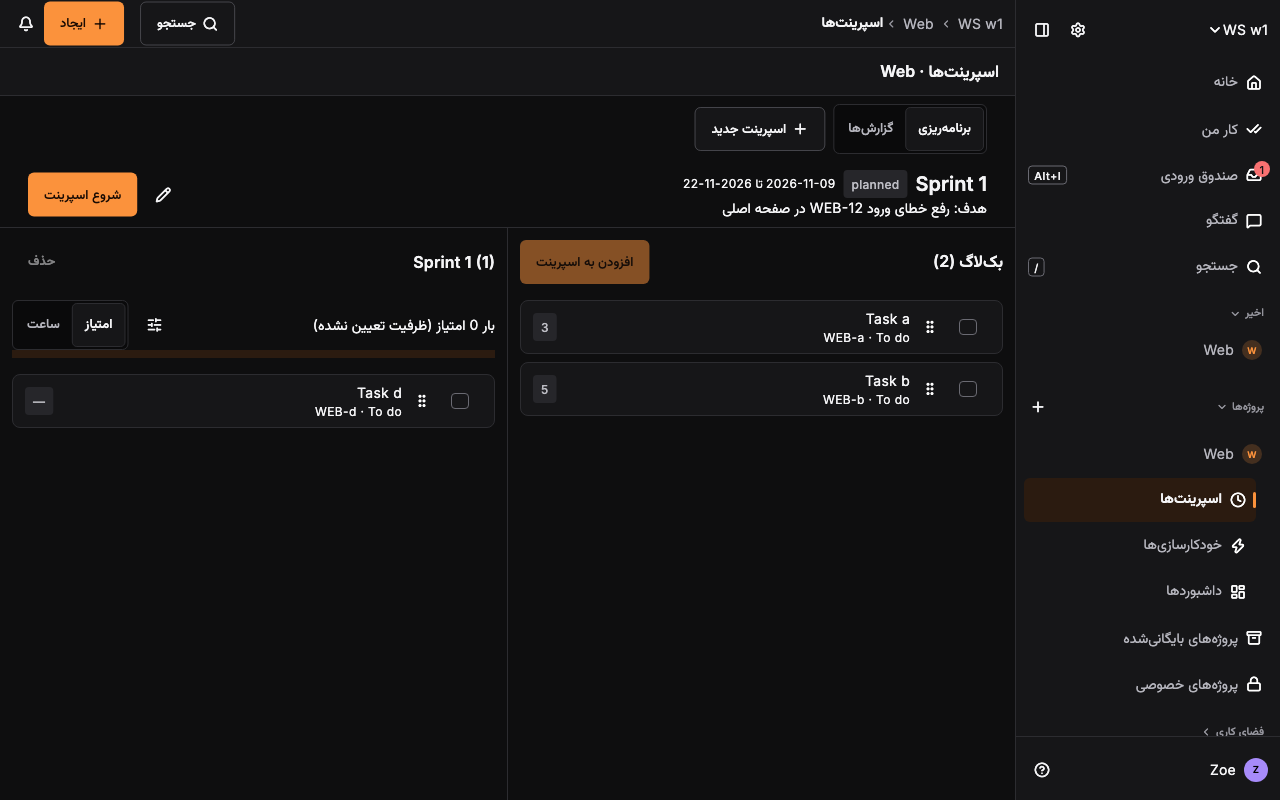 WS w1
خانه
کار من
صندوق ورودی
1
Alt+I
گفتگو
جستجو
/
اخیر
W Web
پروژه‌ها
W Web
اسپرینت‌ها
خودکارسازی‌ها
داشبوردها
پروژه‌های بایگانی‌شده
پروژه‌های خصوصی
فضای کاری
Z Zoe
WS w1 › Web › اسپرینت‌ها
جستجو
ایجاد
اسپرینت‌ها · Web
برنامه‌ریزی
گزارش‌ها
اسپرینت جدید
Sprint 1 planned 2026-11-09 تا 2026-11-22
هدف: رفع خطای ورود WEB-12 در صفحه اصلی
شروع اسپرینت
بک‌لاگ (2)
افزودن به اسپرینت
Task a
WEB-a · To do
3
Task b
WEB-b · To do
5
Sprint 1 (1)
حذف
بار 0 امتیاز (ظرفیت تعیین نشده)
امتیاز
ساعت
Task d
WEB-d · To do
—